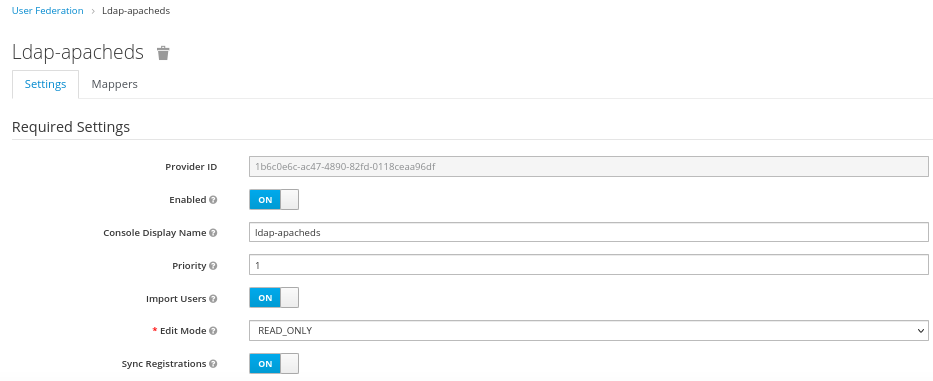 User Federation > Ldap-apacheds
Ldap-apacheds
Settings Mappers
Required Settings
Provider ID 1b6c0e6c-ac47-4890-82fd-0118ceaa96df
Enabled ON
Console Display Name ldap-apacheds
Priority 1
Import Users ON
* Edit Mode READ_ONLY
Sync Registrations ON